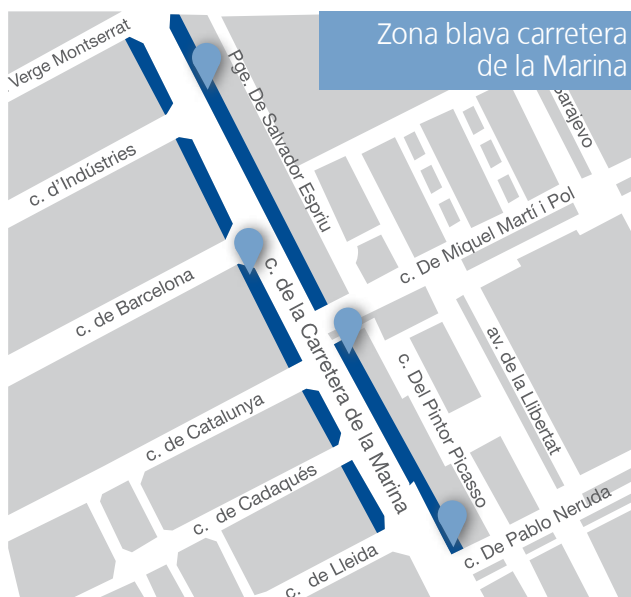 Zona blava carretera
de la Marina
Verge Montserrat
Pge. De Salvador Espriu
c. d'Indústries
c. De Miquel Martí i Pol
c. de Barcelona
c. de la Carretera de la Marina
c. Del Pintor Picasso
av. de la Llibertat
c. de Catalunya
c. de Cadaqués
c. de Lleida
c. De Pablo Neruda